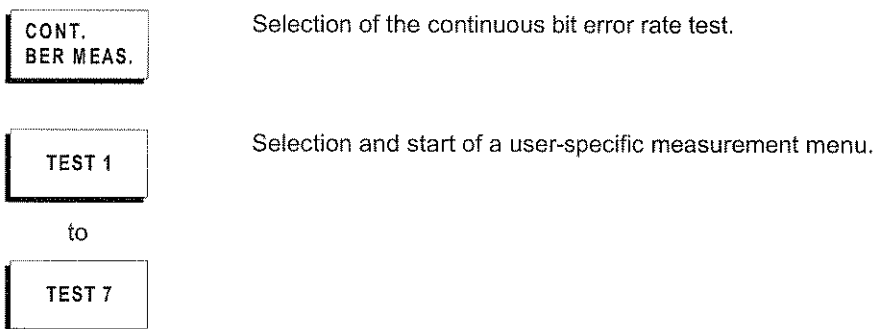 CONT.
BER MEAS.
Selection of the continuous bit error rate test.
TEST 1
Selection and start of a user-specific measurement menu.
to
TEST 7